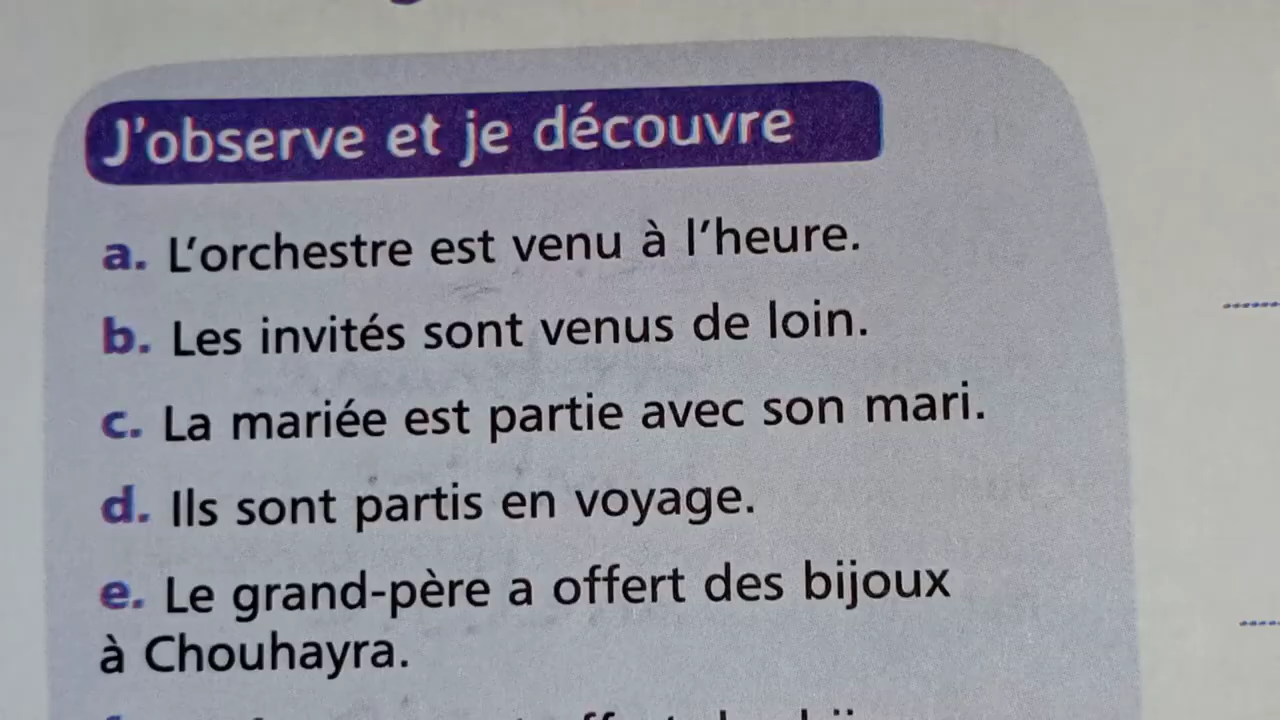 J'observe et je découvre
a. L'orchestre est venu à l'heure.
b. Les invités sont venus de loin.
c. La mariée est partie avec son mari.
d. Ils sont partis en voyage.
e. Le grand-père a offert des bijoux
à Chouhayra.